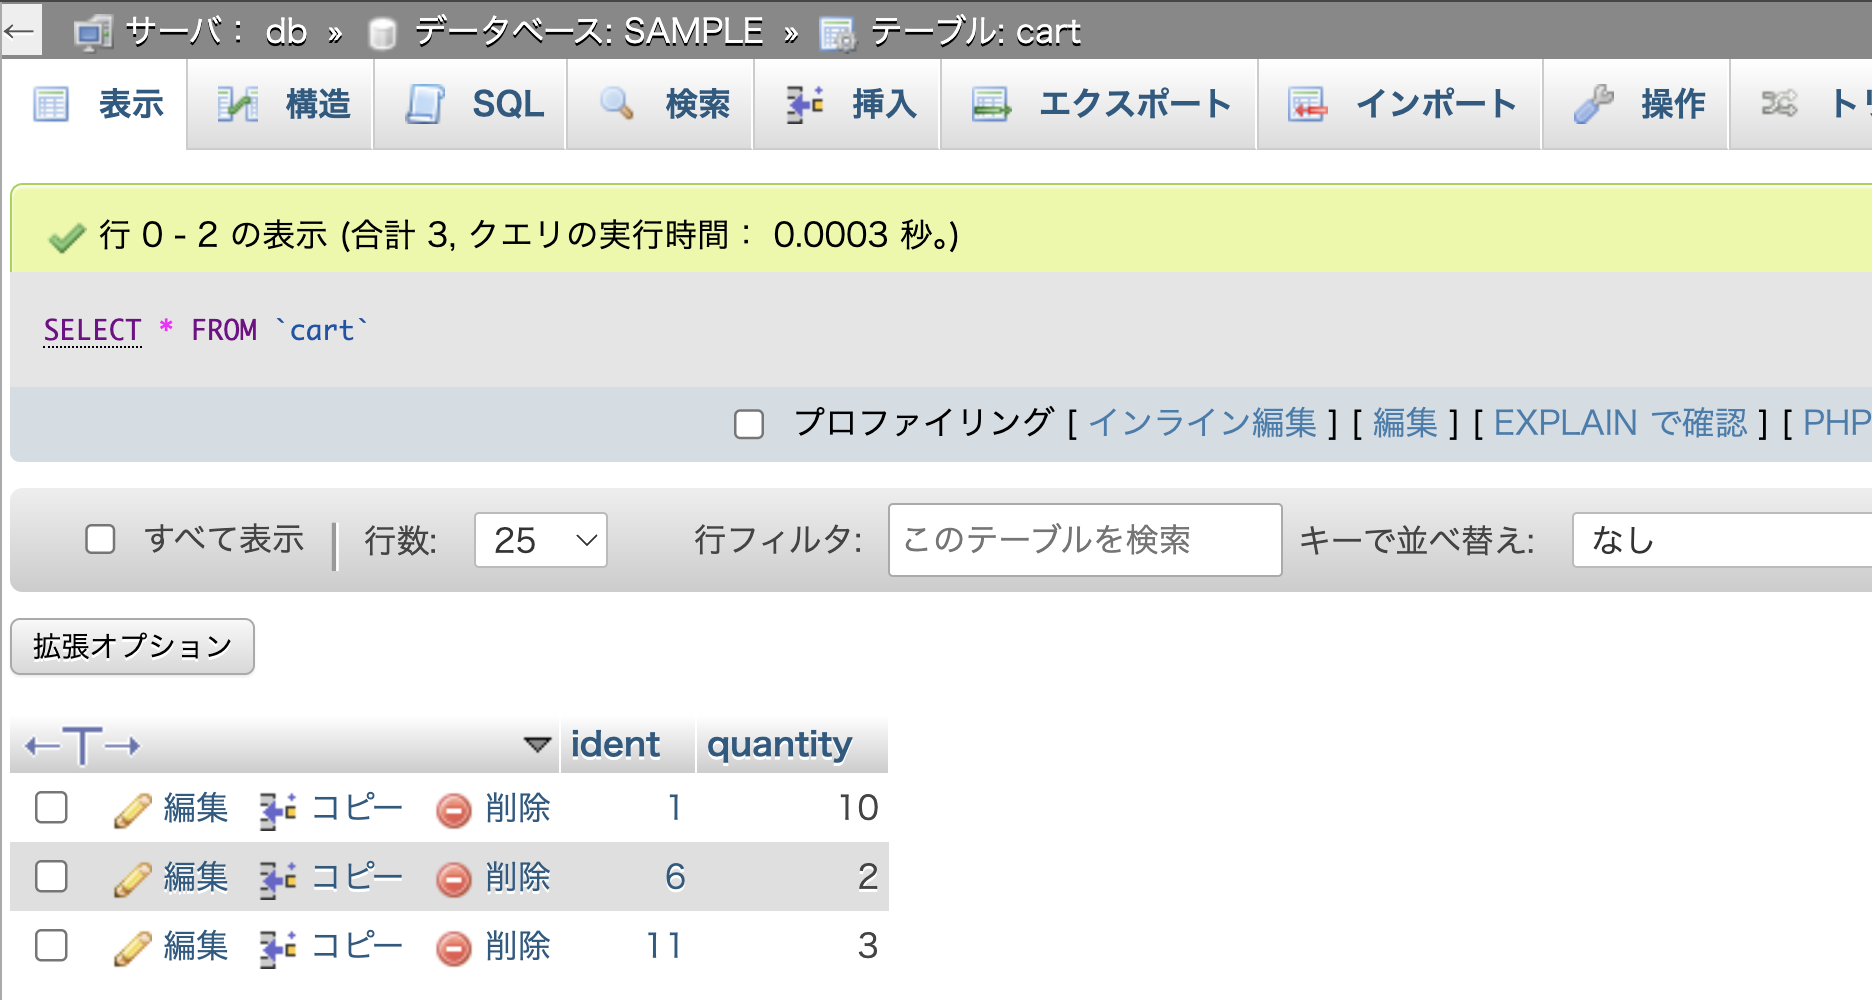 サーバ： db » データベース: SAMPLE » テーブル: cart
表示 構造 SQL 検索 挿入 エクスポート インポート 操作 トリ
行 0 - 2 の表示 (合計 3, クエリの実行時間： 0.0003 秒。)
SELECT * FROM `cart`
プロファイリング [ インライン編集 ] [ 編集 ] [ EXPLAIN で確認 ] [ PHP
すべて表示 行数: 25 行フィルタ: このテーブルを検索 キーで並べ替え: なし
拡張オプション
←T→ ident quantity
編集 コピー 削除 1 10
編集 コピー 削除 6 2
編集 コピー 削除 11 3